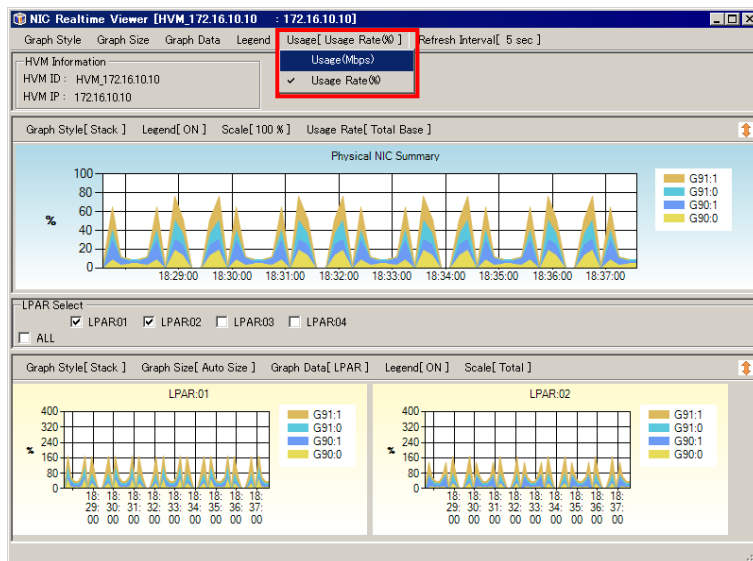 NIC Realtime Viewer [HVM_172.16.10.10 : 172.16.10.10]
Graph Style Graph Size Graph Data Legend Usage[ Usage Rate(%) ] Refresh Interval[ 5 sec ]
Usage(Mbps)
✓ Usage Rate(%)
HVM Information
HVM ID : HVM_172.16.10.10
HVM IP : 172.16.10.10
Graph Style[ Stack ] Legend[ ON ] Scale[ 100 % ] Usage Rate[ Total Base ]
Physical NIC Summary
%
100
80
60
40
20
0
18:29:00 18:30:00 18:31:00 18:32:00 18:33:00 18:34:00 18:35:00 18:36:00 18:37:00
G91:1
G91:0
G90:1
G90:0
LPAR Select
LPAR:01 LPAR:02 LPAR:03 LPAR:04
ALL
Graph Style[ Stack ] Graph Size[ Auto Size ] Graph Data[ LPAR ] Legend[ ON ] Scale[ Total ]
LPAR:01
%
400
320
240
160
80
0
18: 18: 18: 18: 18: 18: 18: 18: 18:
29: 30: 31: 32: 33: 34: 35: 36: 37:
00 00 00 00 00 00 00 00 00
G91:1
G91:0
G90:1
G90:0
LPAR:02
%
400
320
240
160
80
0
18: 18: 18: 18: 18: 18: 18: 18: 18:
29: 30: 31: 32: 33: 34: 35: 36: 37:
00 00 00 00 00 00 00 00 00
G91:1
G91:0
G90:1
G90:0